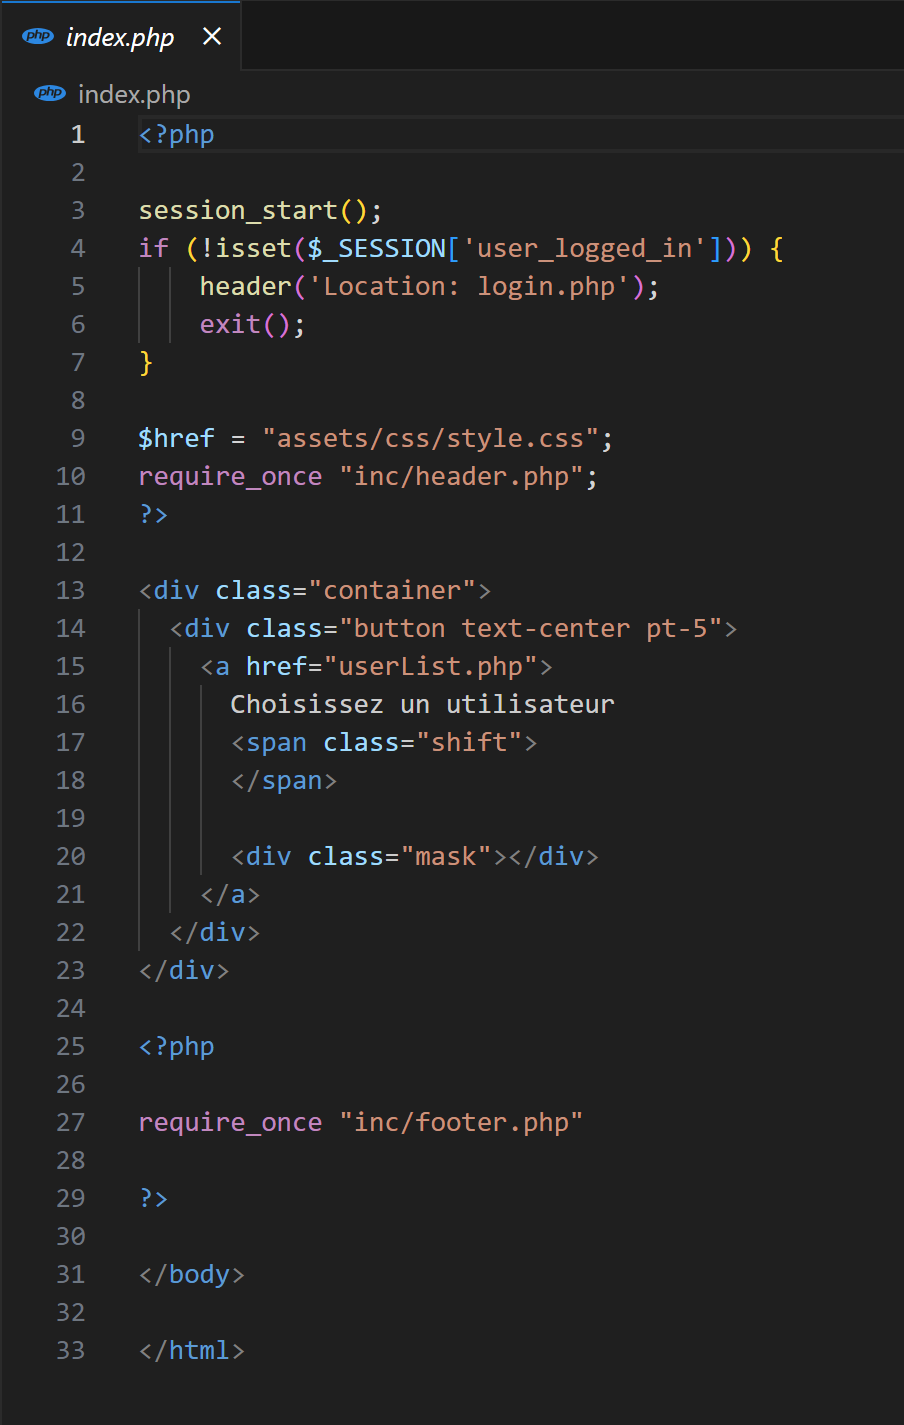 php index.php ×
php index.php
1 <?php
2
3 session_start();
4 if (!isset($_SESSION['user_logged_in'])) {
5     header('Location: login.php');
6     exit();
7 }
8
9 $href = "assets/css/style.css";
10 require_once "inc/header.php";
11 ?>
12
13 <div class="container">
14   <div class="button text-center pt-5">
15     <a href="userList.php">
16       Choisissez un utilisateur
17       <span class="shift">
18       </span>
19
20       <div class="mask"></div>
21     </a>
22   </div>
23 </div>
24
25 <?php
26
27 require_once "inc/footer.php"
28
29 ?>
30
31 </body>
32
33 </html>